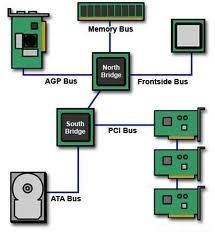 Memory Bus
North
Bridge
AGP Bus
Frontside Bus
South
Bridge
PCI Bus
ATA Bus